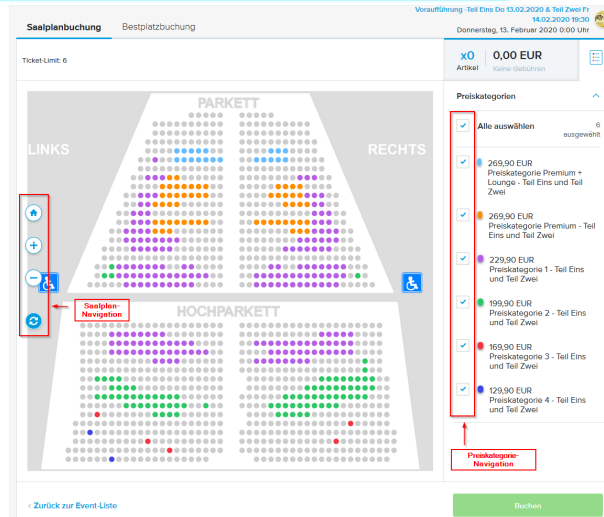 Voraufführung -Teil Eins Do 13.02.2020 & Teil Zwei Fr
14.02.2020 19:30
Donnerstag, 13. Februar 2020 0:00 Uhr
Saalplanbuchung
Bestplatzbuchung
Ticket-Limit: 6
x0
Artikel
0,00 EUR
Keine Gebühren
Preiskategorien
Alle auswählen
6
ausgewählt
269,90 EUR
Preiskategorie Premium +
Lounge - Teil Eins und Teil
Zwei
269,90 EUR
Preiskategorie Premium - Teil
Eins und Teil Zwei
229,90 EUR
Preiskategorie 1 - Teil Eins
und Teil Zwei
199,90 EUR
Preiskategorie 2 - Teil Eins
und Teil Zwei
169,90 EUR
Preiskategorie 3 - Teil Eins
und Teil Zwei
129,90 EUR
Preiskategorie 4 - Teil Eins
und Teil Zwei
Preiskategorie-
Navigation
PARKETT
LINKS
RECHTS
Saalplan-
Navigation
HOCHPARKETT
‹ Zurück zur Event-Liste
Buchen